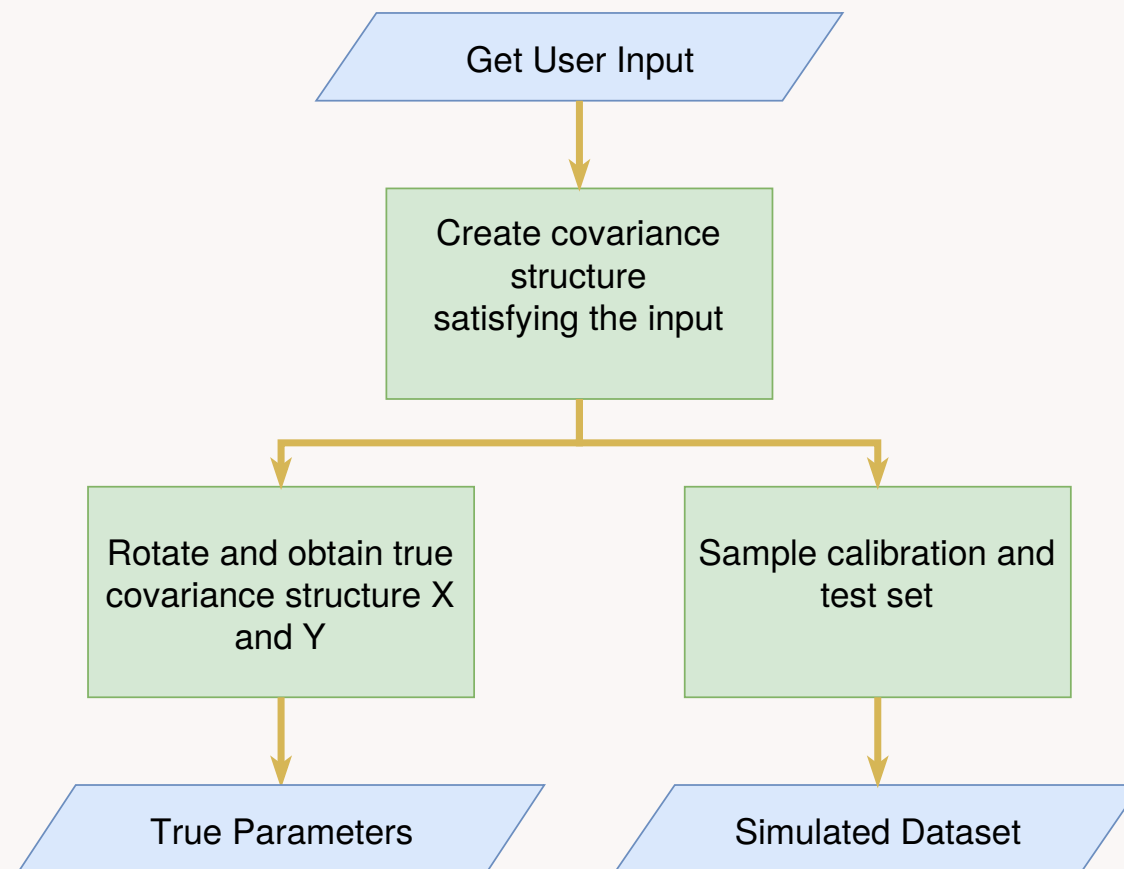 Get User Input
Create covariance
structure
satisfying the input
Rotate and obtain true
covariance structure X
and Y
Sample calibration and
test set
True Parameters
Simulated Dataset